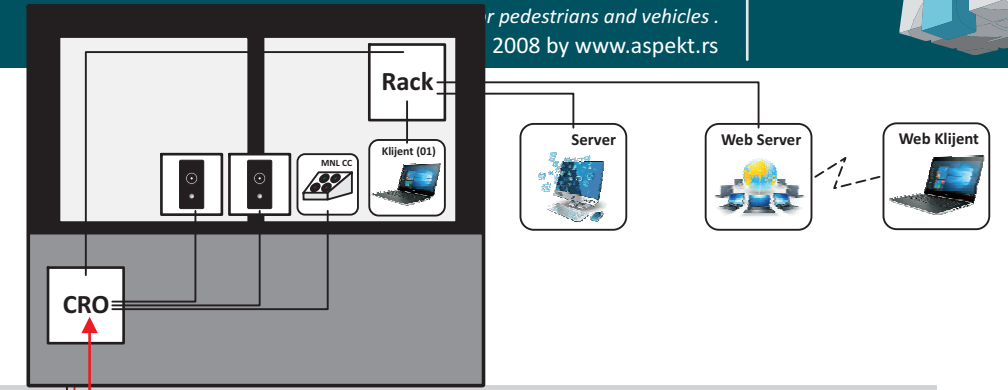 r pedestrians and vehicles .
2008 by www.aspekt.rs
Rack
Server
Web Server
Web Klijent
MNL CC
Klijent (01)
CRO